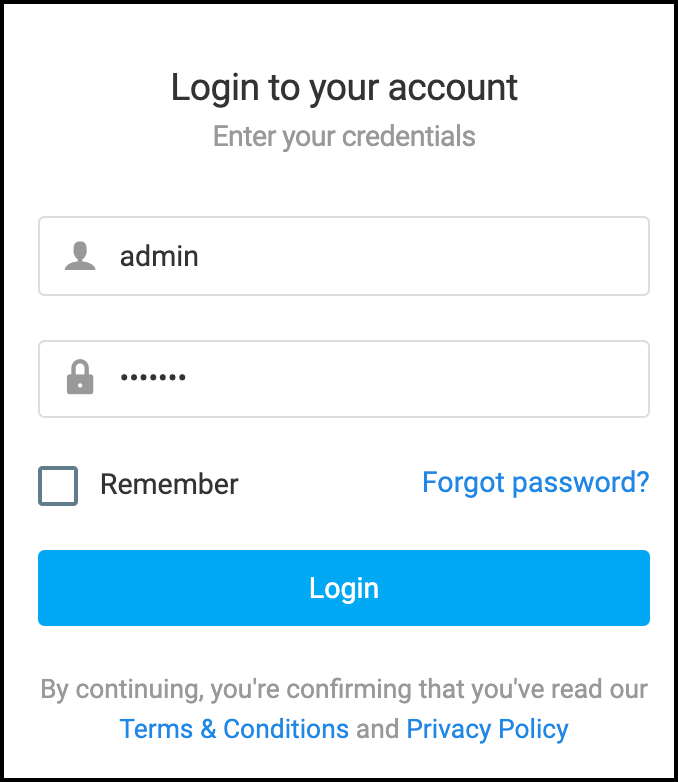 Login to your account
Enter your credentials
admin
•••••••
Remember
Forgot password?
Login
By continuing, you're confirming that you've read our
Terms & Conditions and Privacy Policy